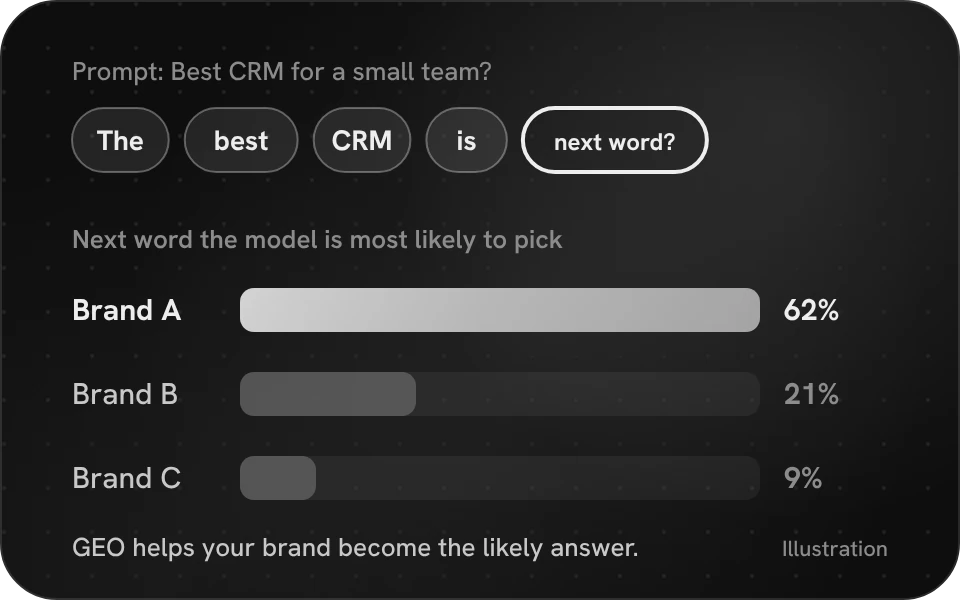 Prompt: Best CRM for a small team?
The best CRM is next word?
Next word the model is most likely to pick
Brand A 62%
Brand B 21%
Brand C 9%
GEO helps your brand become the likely answer. Illustration